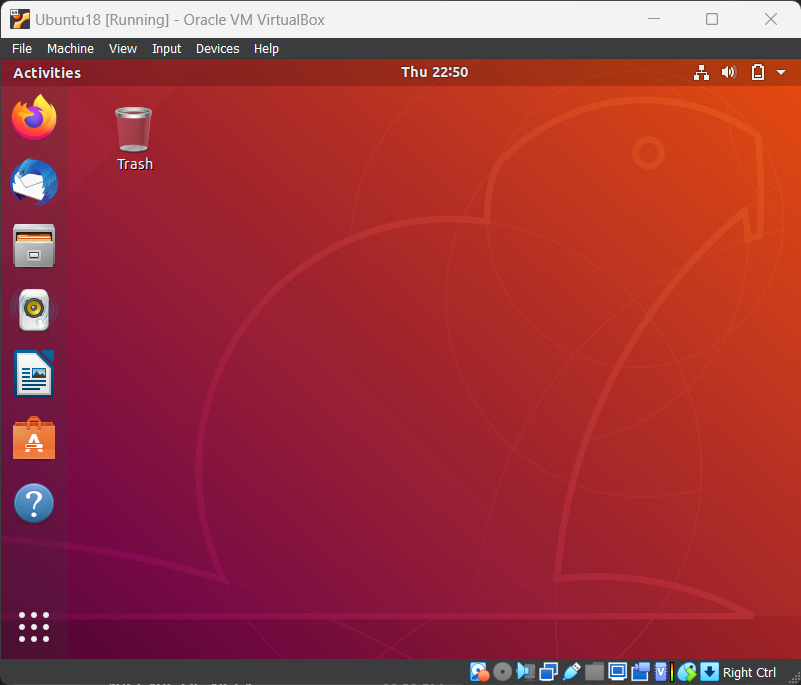 Ubuntu18 [Running] - Oracle VM VirtualBox
File Machine View Input Devices Help
Activities Thu 22:50
Trash
Right Ctrl